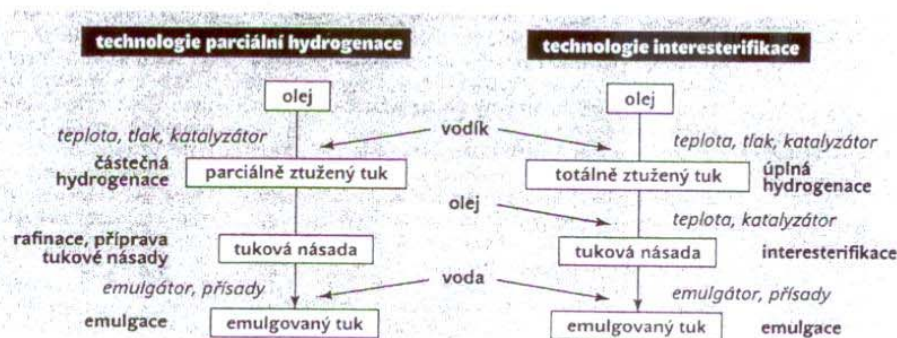 technologie parciální hydrogenace
technologie interesterifikace
olej
olej
vodík
teplota, tlak, katalyzátor
teplota, tlak, katalyzátor
částečná
hydrogenace
parciálně ztužený tuk
totálně ztužený tuk
úplná
hydrogenace
olej
teplota, katalyzátor
rafinace, příprava
tukové násady
tuková násada
tuková násada
interesterifikace
voda
emulgátor, přísady
emulgátor, přísady
emulgace
emulgovaný tuk
emulgovaný tuk
emulgace